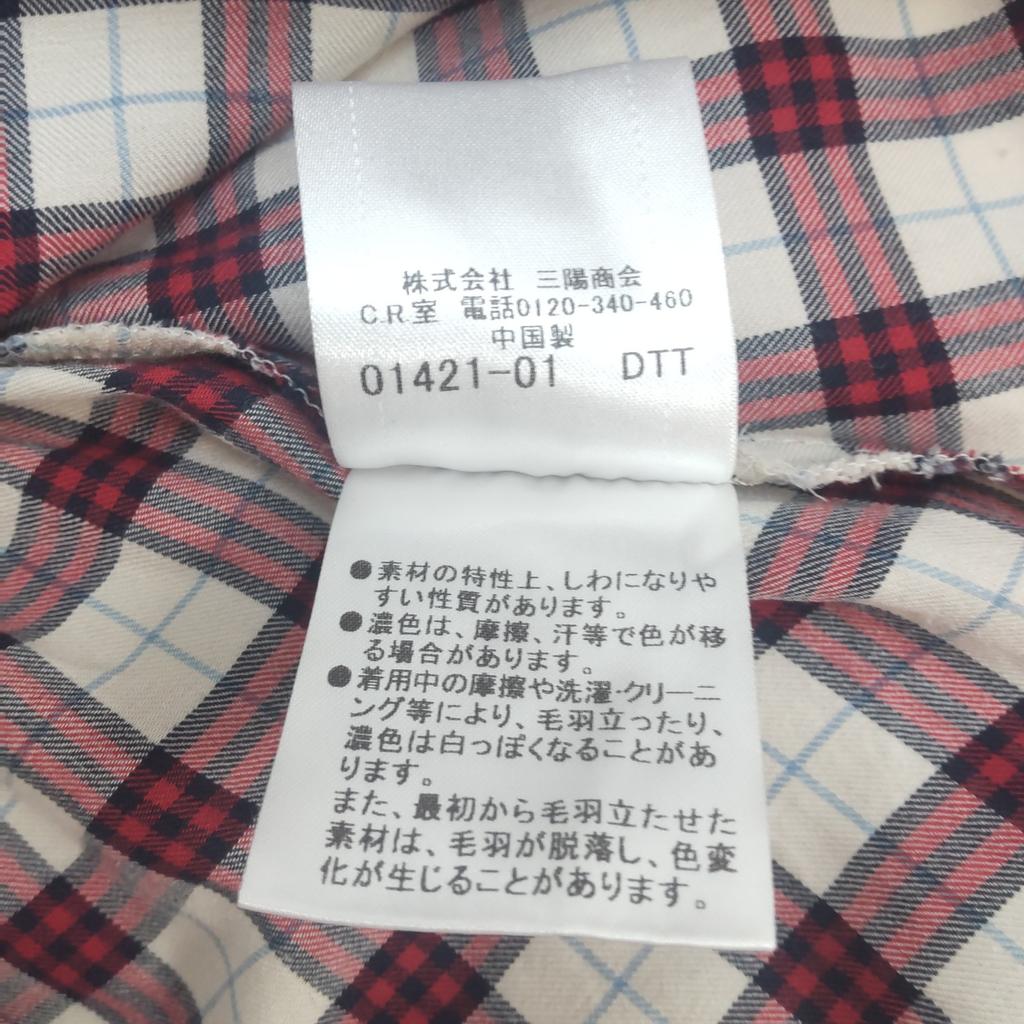 株式会社 三陽商会
C.R.室 電話0120-340-460
中国製
01421-01 DTT
●素材の特性上、しわになりや
すい性質があります。
●濃色は、摩擦、汗等で色が移
る場合があります。
●着用中の摩擦や洗濯・クリーニ
ング等により、毛羽立ったり、
濃色は白っぽくなることがあ
ります。
また、最初から毛羽立たせた
素材は、毛羽が脱落し、色変
化が生じることがあります。